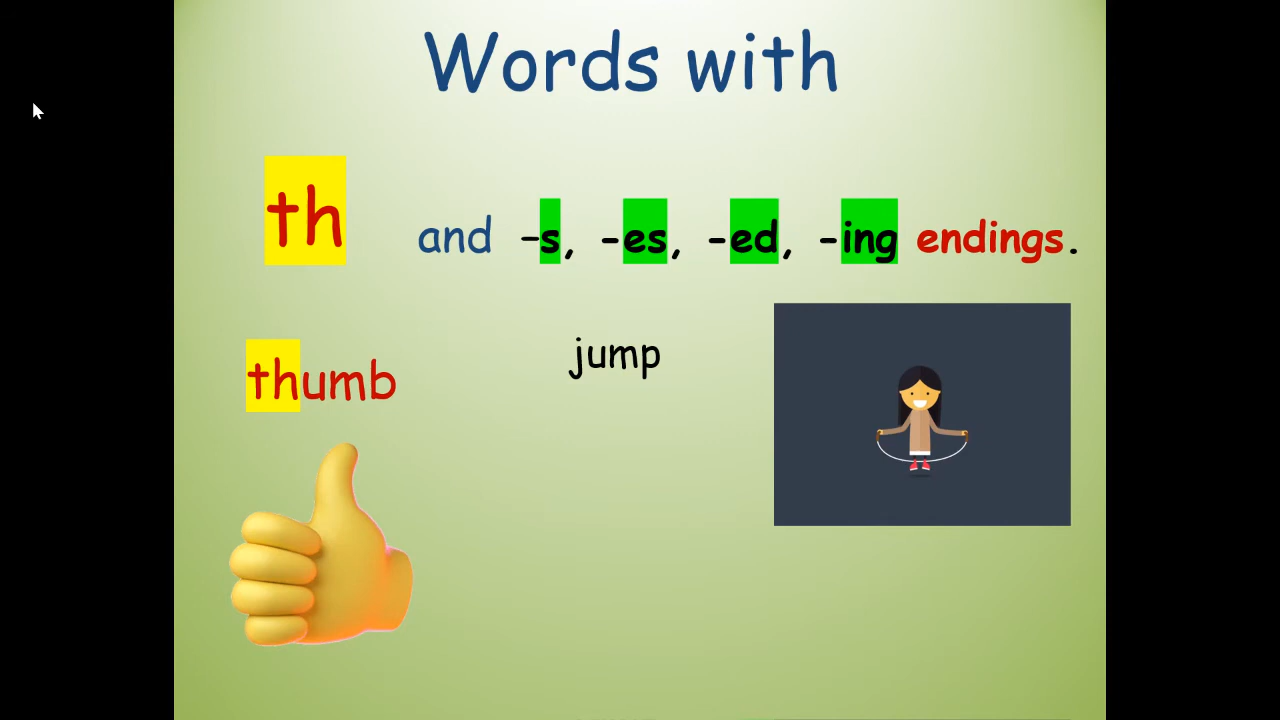 Words with
th and -s, -es, -ed, -ing endings.
thumb
jump